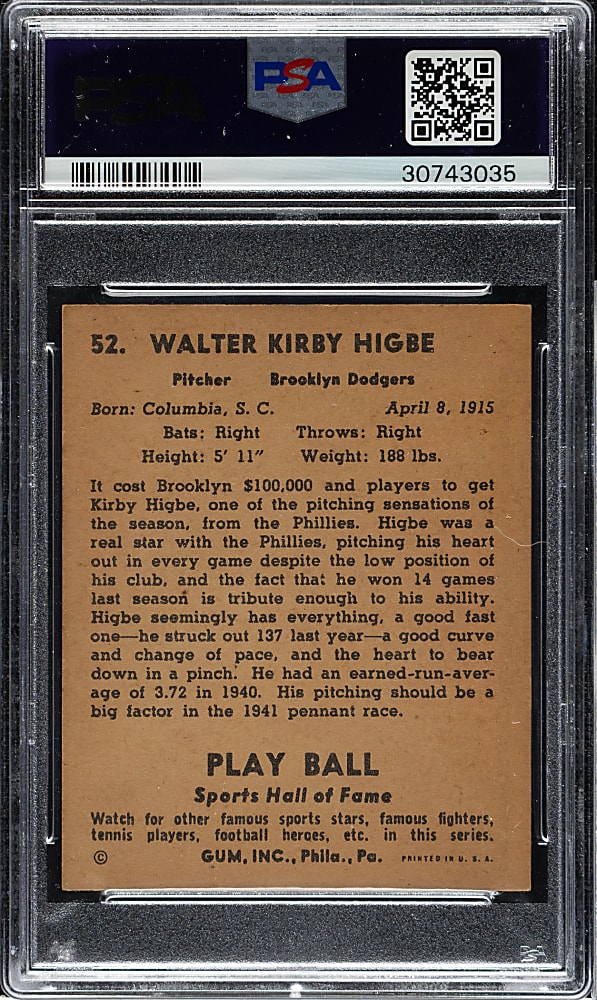 PSA
PSA
30743035
52. WALTER KIRBY HIGBE
Pitcher Brooklyn Dodgers
Born: Columbia, S. C. April 8, 1915
Bats: Right Throws: Right
Height: 5' 11" Weight: 188 lbs.
It cost Brooklyn $100,000 and players to get
Kirby Higbe, one of the pitching sensations of
the season, from the Phillies. Higbe was a
real star with the Phillies, pitching his heart
out in every game despite the low position of
his club, and the fact that he won 14 games
last season is tribute enough to his ability.
Higbe seemingly has everything, a good fast
one—he struck out 137 last year—a good curve
and change of pace, and the heart to bear
down in a pinch. He had an earned-run-aver-
age of 3.72 in 1940. His pitching should be a
big factor in the 1941 pennant race.
PLAY BALL
Sports Hall of Fame
Watch for other famous sports stars, famous fighters,
tennis players, football heroes, etc. in this series.
© GUM, INC., Phila., Pa. PRINTED IN U. S. A.
PSA